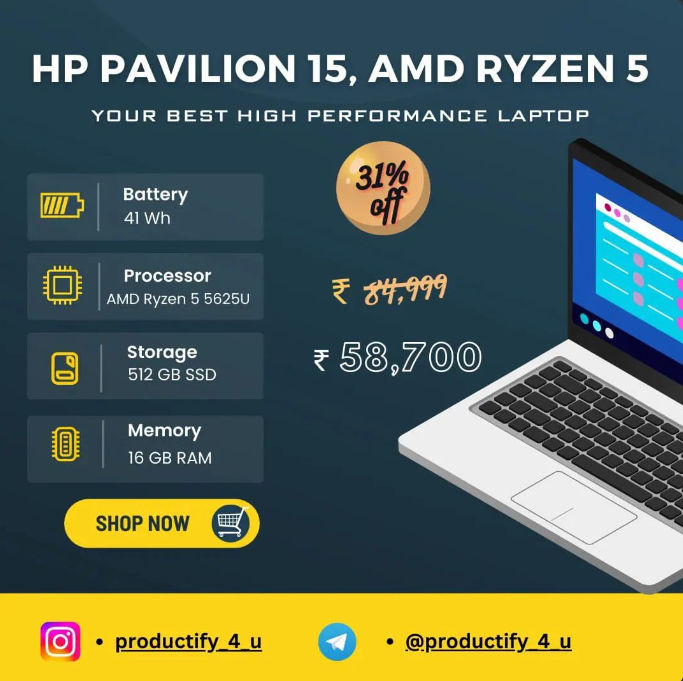 HP PAVILION 15, AMD RYZEN 5
YOUR BEST HIGH PERFORMANCE LAPTOP
31%
off
Battery
41 Wh
Processor
AMD Ryzen 5 5625U
Storage
512 GB SSD
Memory
16 GB RAM
₹ 84,999
₹ 58,700
SHOP NOW
• productify_4_u
• @productify_4_u